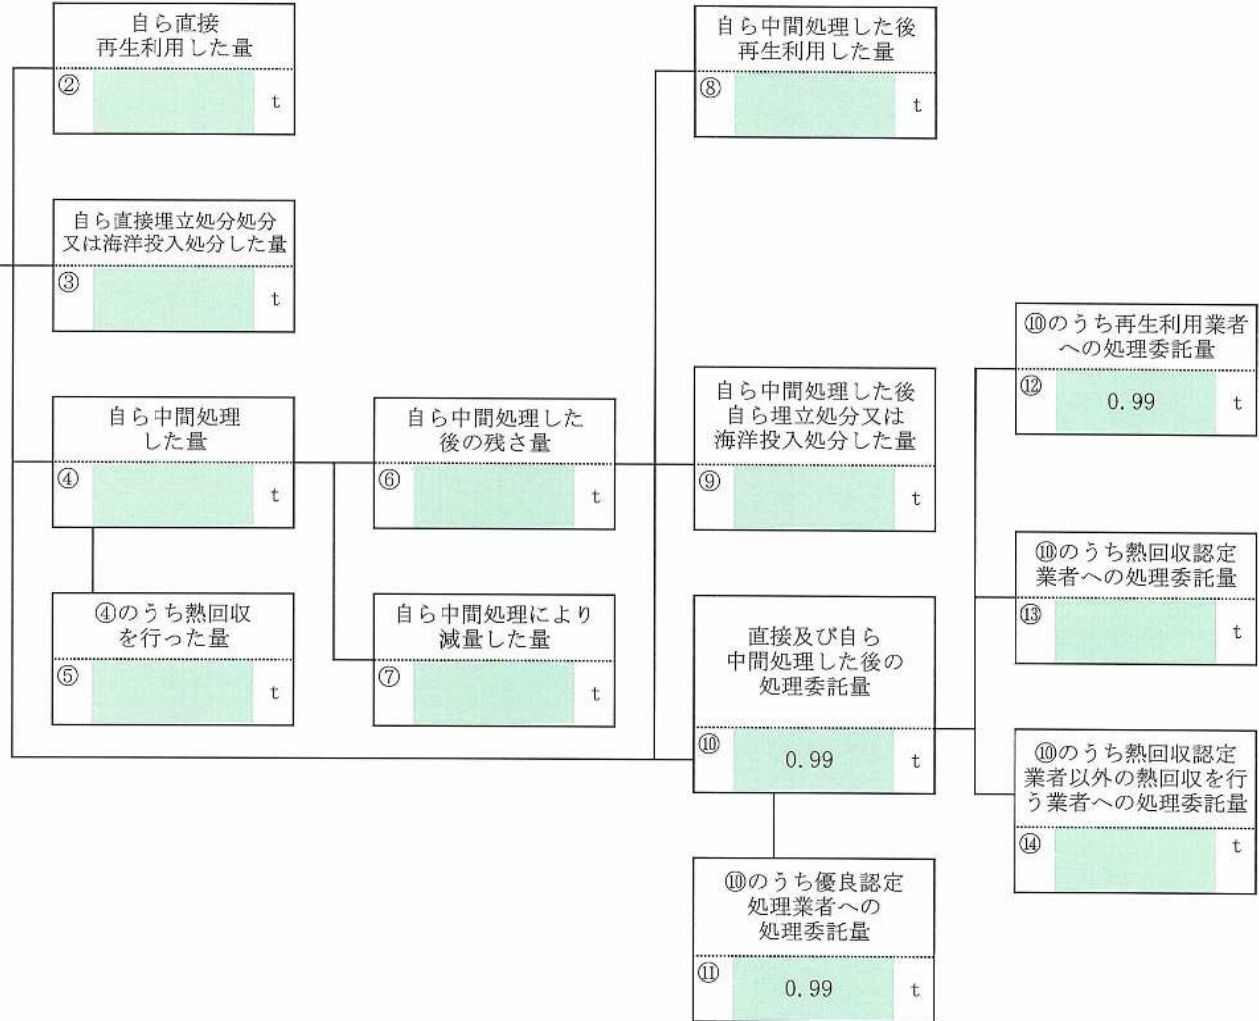 自ら直接
再生利用した量
②
t
自ら中間処理した後
再生利用した量
⑧
t
自ら直接埋立処分処分
又は海洋投入処分した量
③
t
⑩のうち再生利用業者
への処理委託量
⑫
0.99
t
自ら中間処理
した量
④
t
自ら中間処理した
後の残さ量
⑥
t
自ら中間処理した後
自ら埋立処分又は
海洋投入処分した量
⑨
t
⑩のうち熱回収認定
業者への処理委託量
⑬
t
④のうち熱回収
を行った量
⑤
t
自ら中間処理により
減量した量
⑦
t
直接及び自ら
中間処理した後の
処理委託量
⑩
0.99
t
⑩のうち熱回収認定
業者以外の熱回収を行
う業者への処理委託量
⑭
t
⑩のうち優良認定
処理業者への
処理委託量
⑪
0.99
t